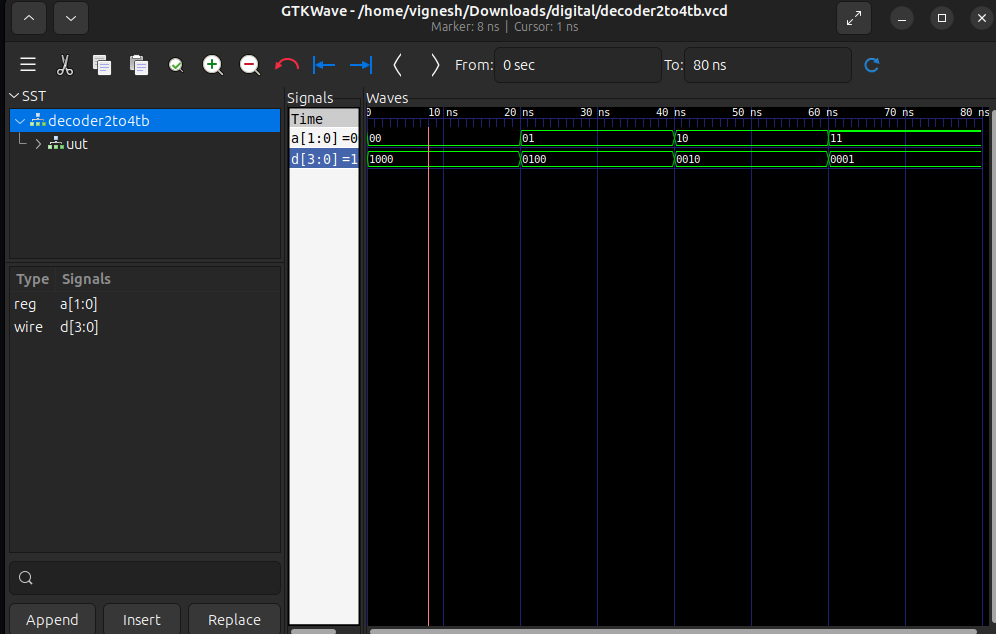 GTKWave - /home/vignesh/Downloads/digital/decoder2to4tb.vcd
Marker: 8 ns | Cursor: 1 ns
From: 0 sec To: 80 ns
SST
decoder2to4tb
uut
Type Signals
reg a[1:0]
wire d[3:0]
Append Insert Replace
Signals
Time
a[1:0] =0
d[3:0] =1
Waves
0 10 ns 20 ns 30 ns 40 ns 50 ns 60 ns 70 ns 80 ns
00 01 10 11
1000 0100 0010 0001